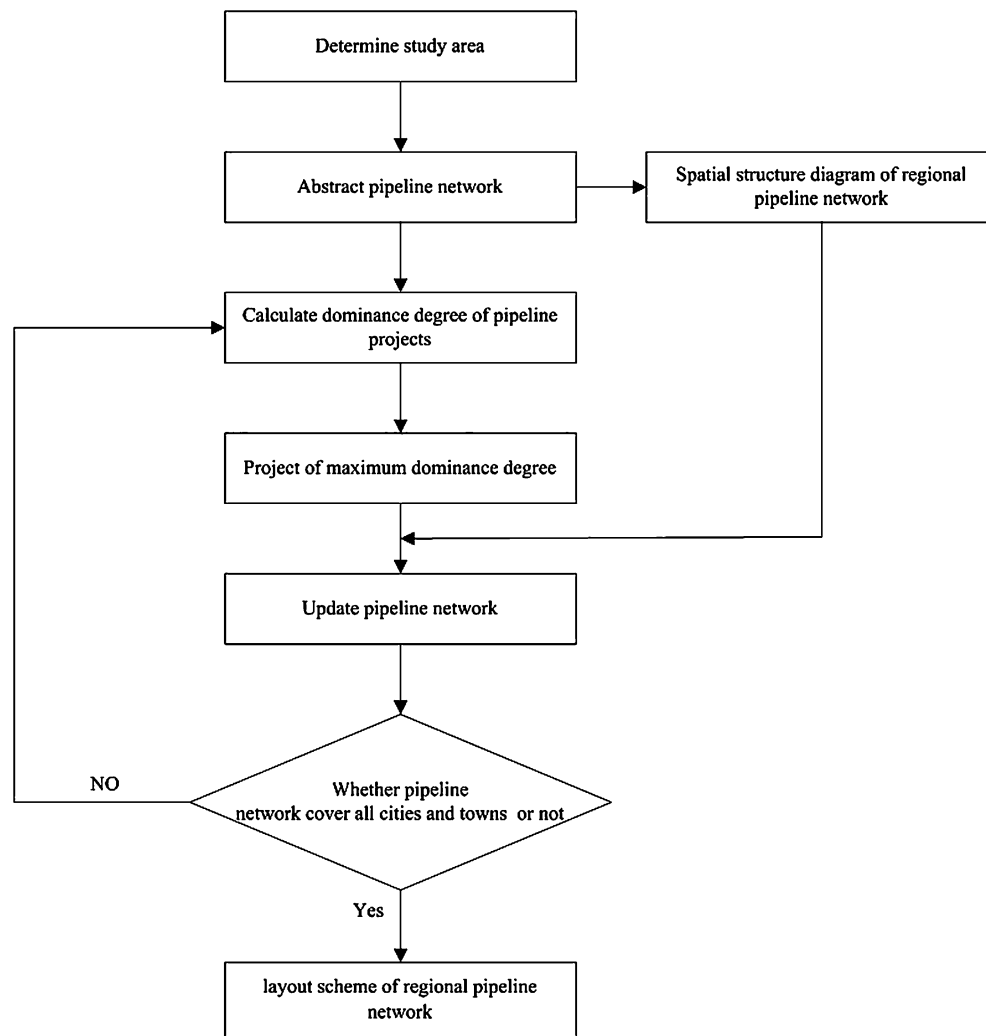 Determine study area
Abstract pipeline network
Spatial structure diagram of regional
pipeline network
Calculate dominance degree of pipeline
projects
Project of maximum dominance degree
Update pipeline network
NO
Whether pipeline
network cover all cities and towns or not
Yes
layout scheme of regional pipeline
network